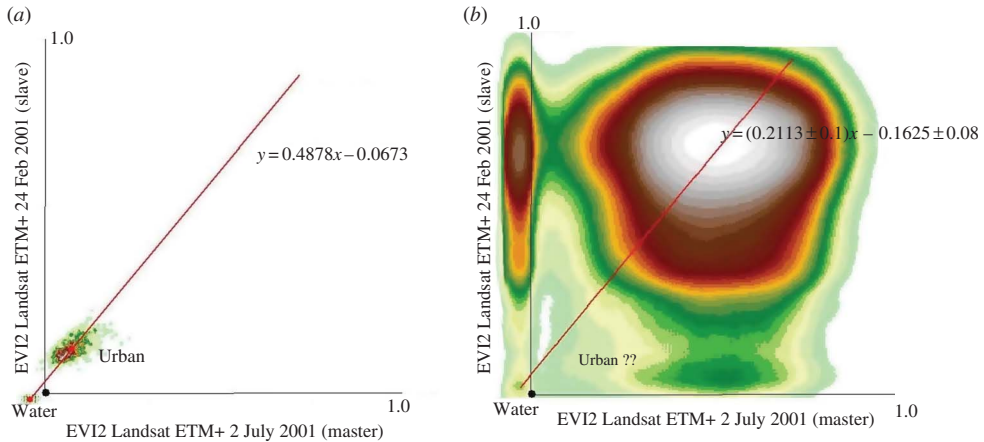 (a)
1.0
EVI2 Landsat ETM+ 24 Feb 2001 (slave)
y=0.4878x–0.0673
Urban
Water
1.0
EVI2 Landsat ETM+ 2 July 2001 (master)
(b)
1.0
EVI2 Landsat ETM+ 24 Feb 2001 (slave)
y=(0.2113±0.1)x – 0.1625±0.08
Urban ??
Water
1.0
EVI2 Landsat ETM+ 2 July 2001 (master)